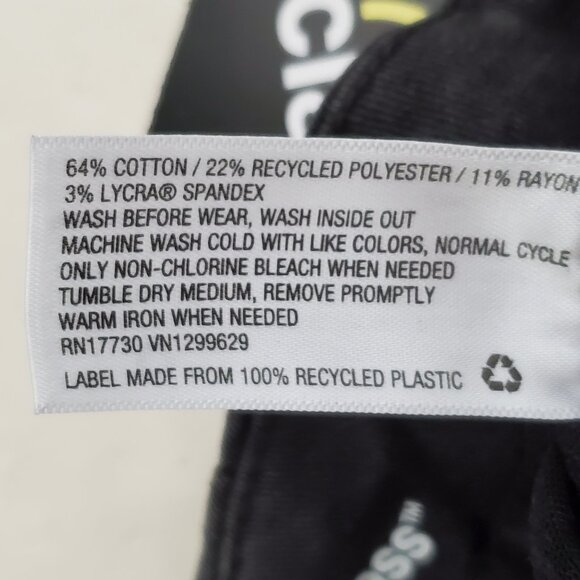 Cl
64% COTTON / 22% RECYCLED POLYESTER / 11% RAYON
3% LYCRA® SPANDEX
WASH BEFORE WEAR, WASH INSIDE OUT
MACHINE WASH COLD WITH LIKE COLORS, NORMAL CYCLE
ONLY NON-CHLORINE BLEACH WHEN NEEDED
TUMBLE DRY MEDIUM, REMOVE PROMPTLY
WARM IRON WHEN NEEDED
RN17730 VN1299629
LABEL MADE FROM 100% RECYCLED PLASTIC
ess™